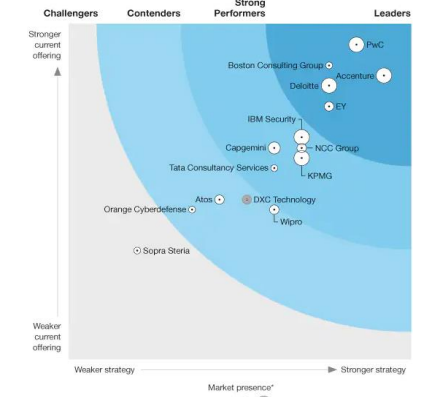 Challengers Contenders Strong Performers Leaders
Stronger current offering
PwC
Boston Consulting Group
Accenture
Deloitte
EY
IBM Security
Capgemini
NCC Group
Tata Consultancy Services
KPMG
Atos
DXC Technology
Orange Cyberdefense
Wipro
Sopra Steria
Weaker current offering
Weaker strategy
Stronger strategy
Market presence*